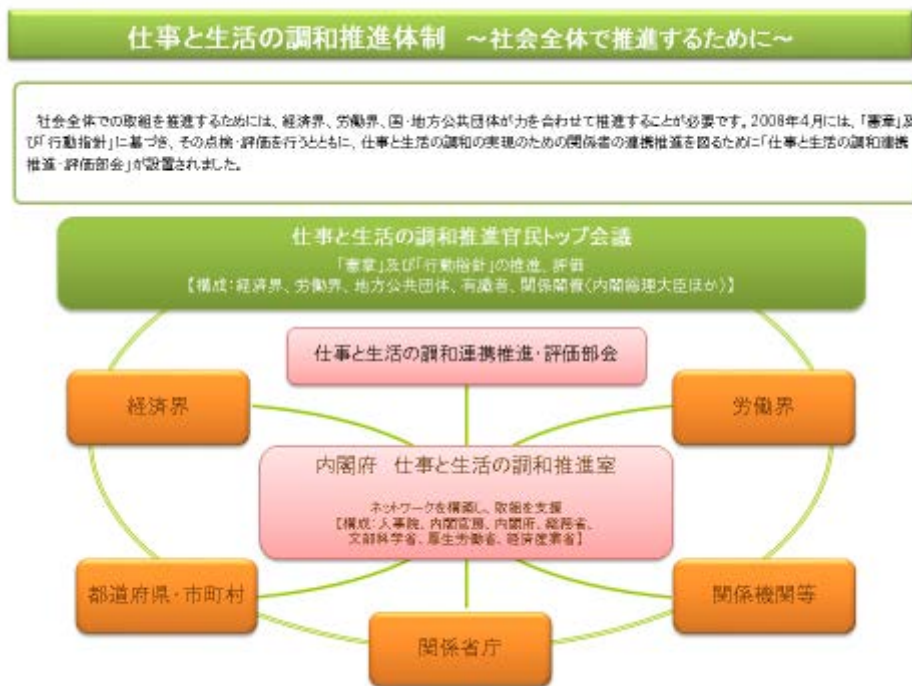 仕事と生活の調和推進体制 ～社会全体で推進するために～
社会全体での取組を推進するためには、経済界、労働界、国・地方公共団体が力を合わせて推進することが必要です。2008年4月には、「憲章」及
び「行動指針」に基づき、その点検・評価を行うとともに、仕事と生活の調和の実現のための関係者の連携推進を図るために「仕事と生活の調和連携
推進・評価部会」が設置されました。
仕事と生活の調和推進官民トップ会議
「憲章」及び「行動指針」の推進、評価
【構成：経済界、労働界、地方公共団体、有識者、関係閣僚（内閣総理大臣ほか）】
仕事と生活の調和連携推進・評価部会
経済界
労働界
内閣府 仕事と生活の調和推進室
ネットワークを構築し、取組を支援
【構成：人事院、内閣官房、内閣府、総務省、
文部科学省、厚生労働省、経済産業省】
都道府県・市町村
関係機関等
関係省庁